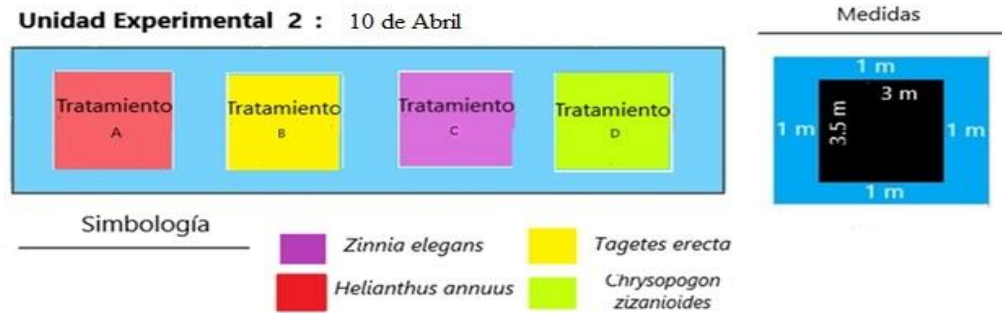 Unidad Experimental 2 : 10 de Abril
Medidas
Tratamiento
A
Tratamiento
B
Tratamiento
C
Tratamiento
D
1 m
3 m
1 m
3.5 m
1 m
1 m
Simbología
Zinnia elegans
Tagetes erecta
Helianthus annuus
Chrysopogon
zizanioides